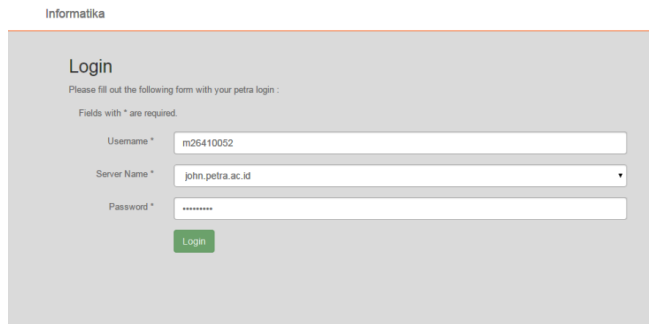 Informatika
Login
Please fill out the following form with your petra login :
Fields with * are required.
Username * m26410052
Server Name * john.petra.ac.id
Password * •••••••••
Login